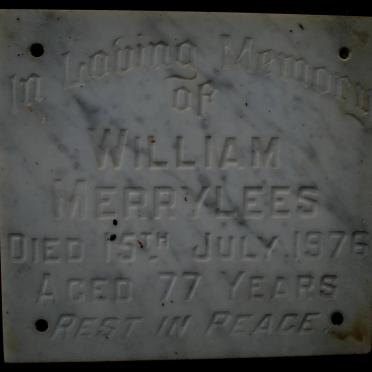 In Loving Memory
of
WILLIAM
MERRYLEES
DIED 15TH JULY, 1976
AGED 77 YEARS
REST IN PEACE.